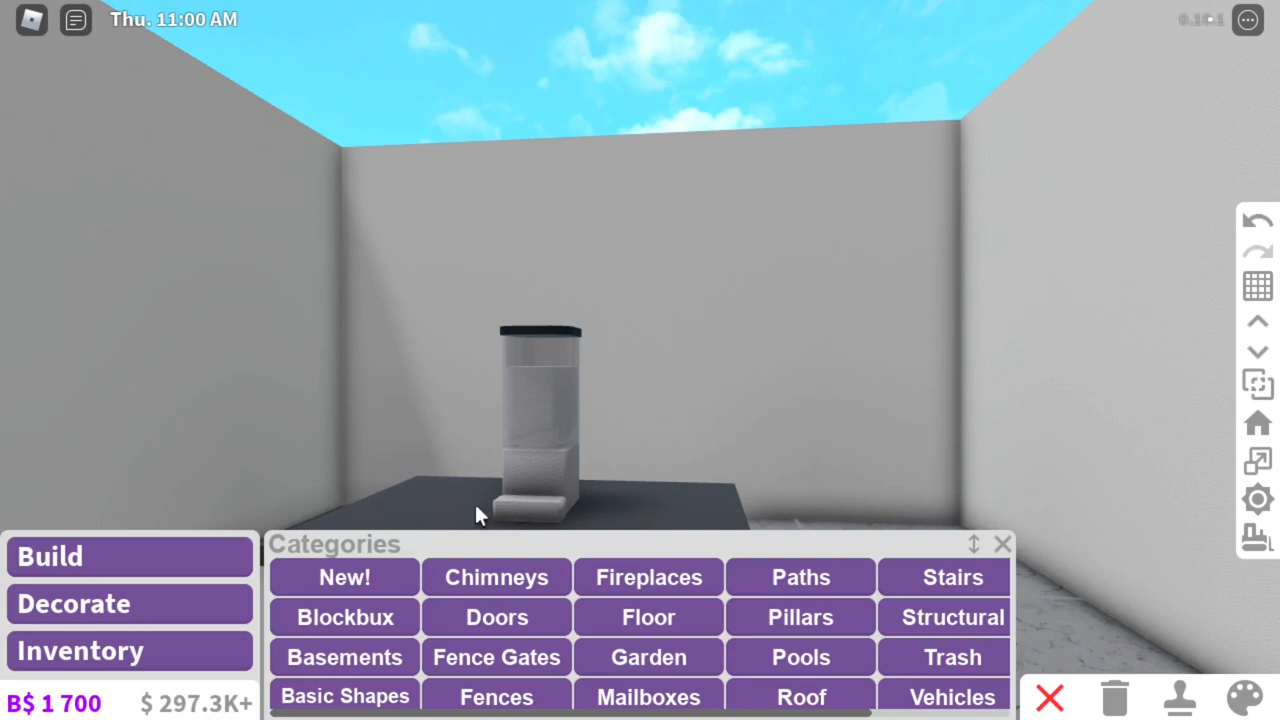 Thu. 11:00 AM
Build
Decorate
Inventory
B$ 1 700 $ 297.3K+
Categories
New! Chimneys Fireplaces Paths Stairs
Blockbux Doors Floor Pillars Structural
Basements Fence Gates Garden Pools Trash
Basic Shapes Fences Mailboxes Roof Vehicles